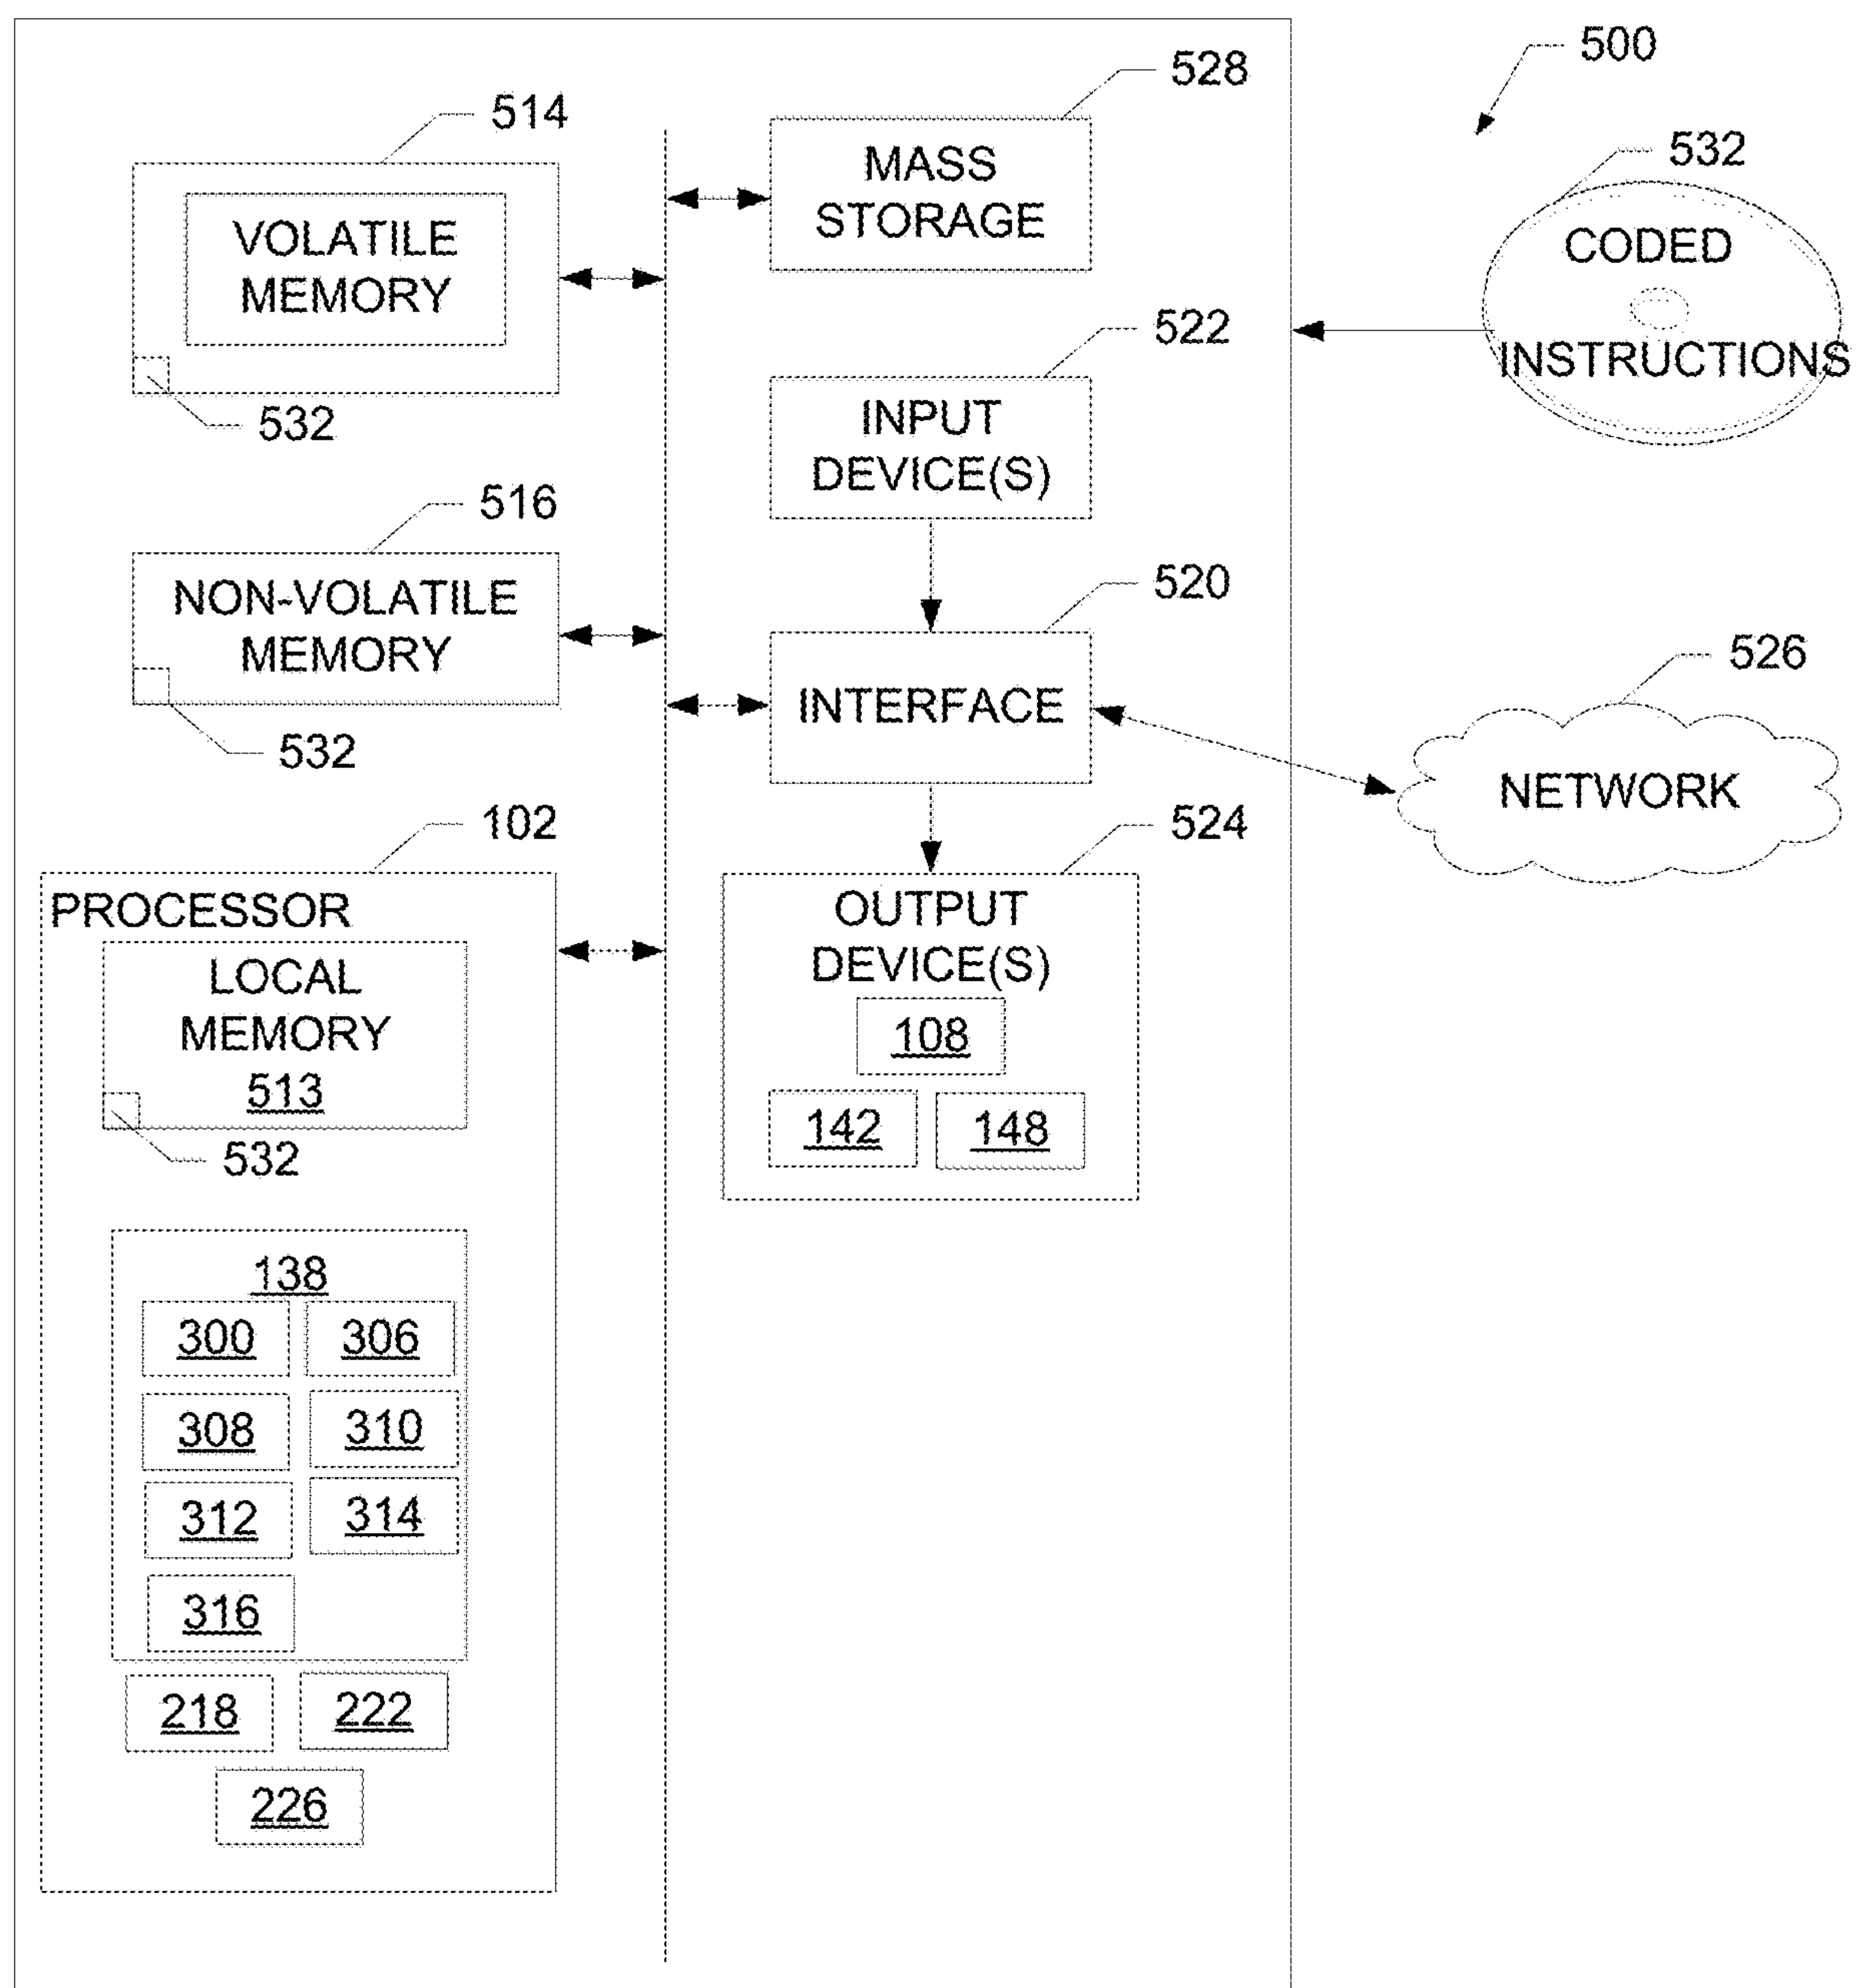 500
528
514
532
MASS
STORAGE
VOLATILE
MEMORY
CODED
INSTRUCTIONS
522
532
INPUT
DEVICE(S)
516
520
NON-VOLATILE
MEMORY
526
INTERFACE
532
NETWORK
102
524
PROCESSOR
OUTPUT
DEVICE(S)
LOCAL
MEMORY
513
108
142
148
532
138
300
306
308
310
312
314
316
218
222
226